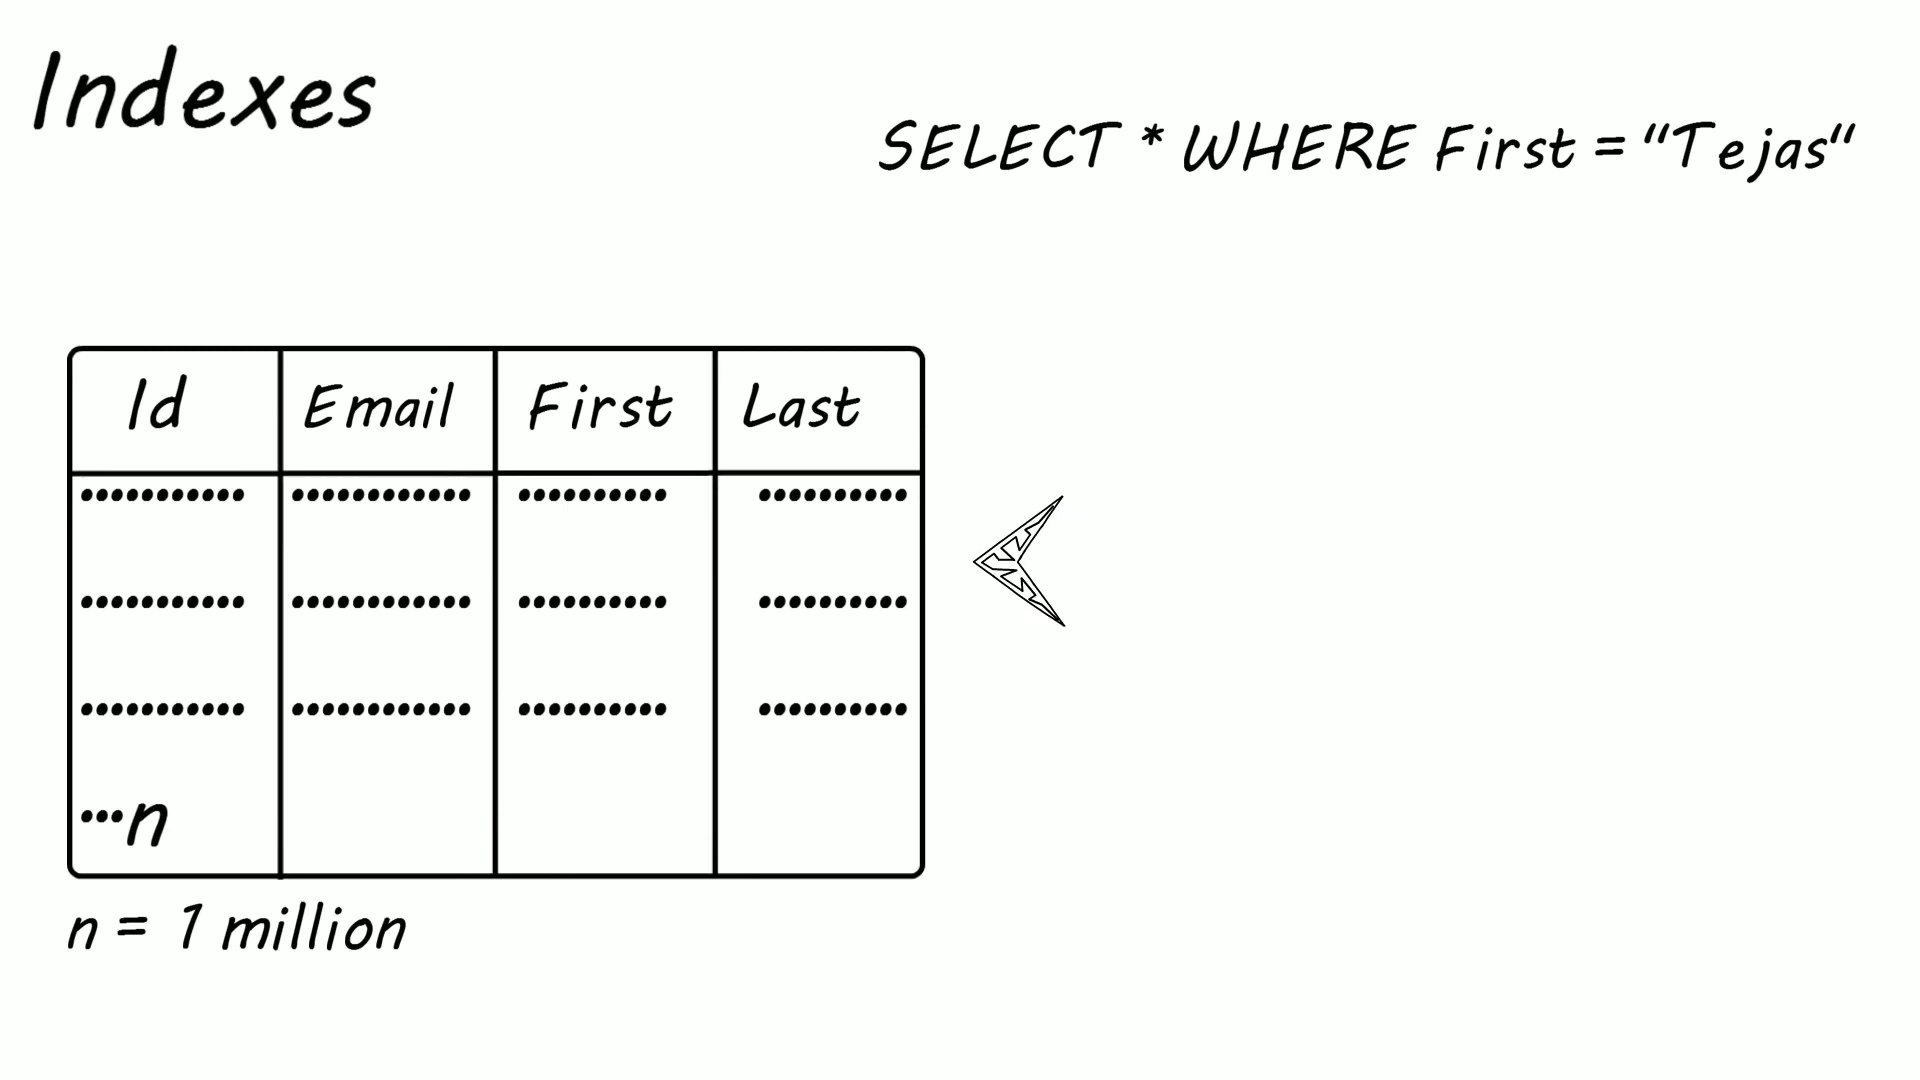 Indexes
SELECT * WHERE First = "Tejas"
Id Email First Last
........... ............ .......... ..........
........... ............ .......... ..........
........... ............ .......... ..........
...n
n = 1 million